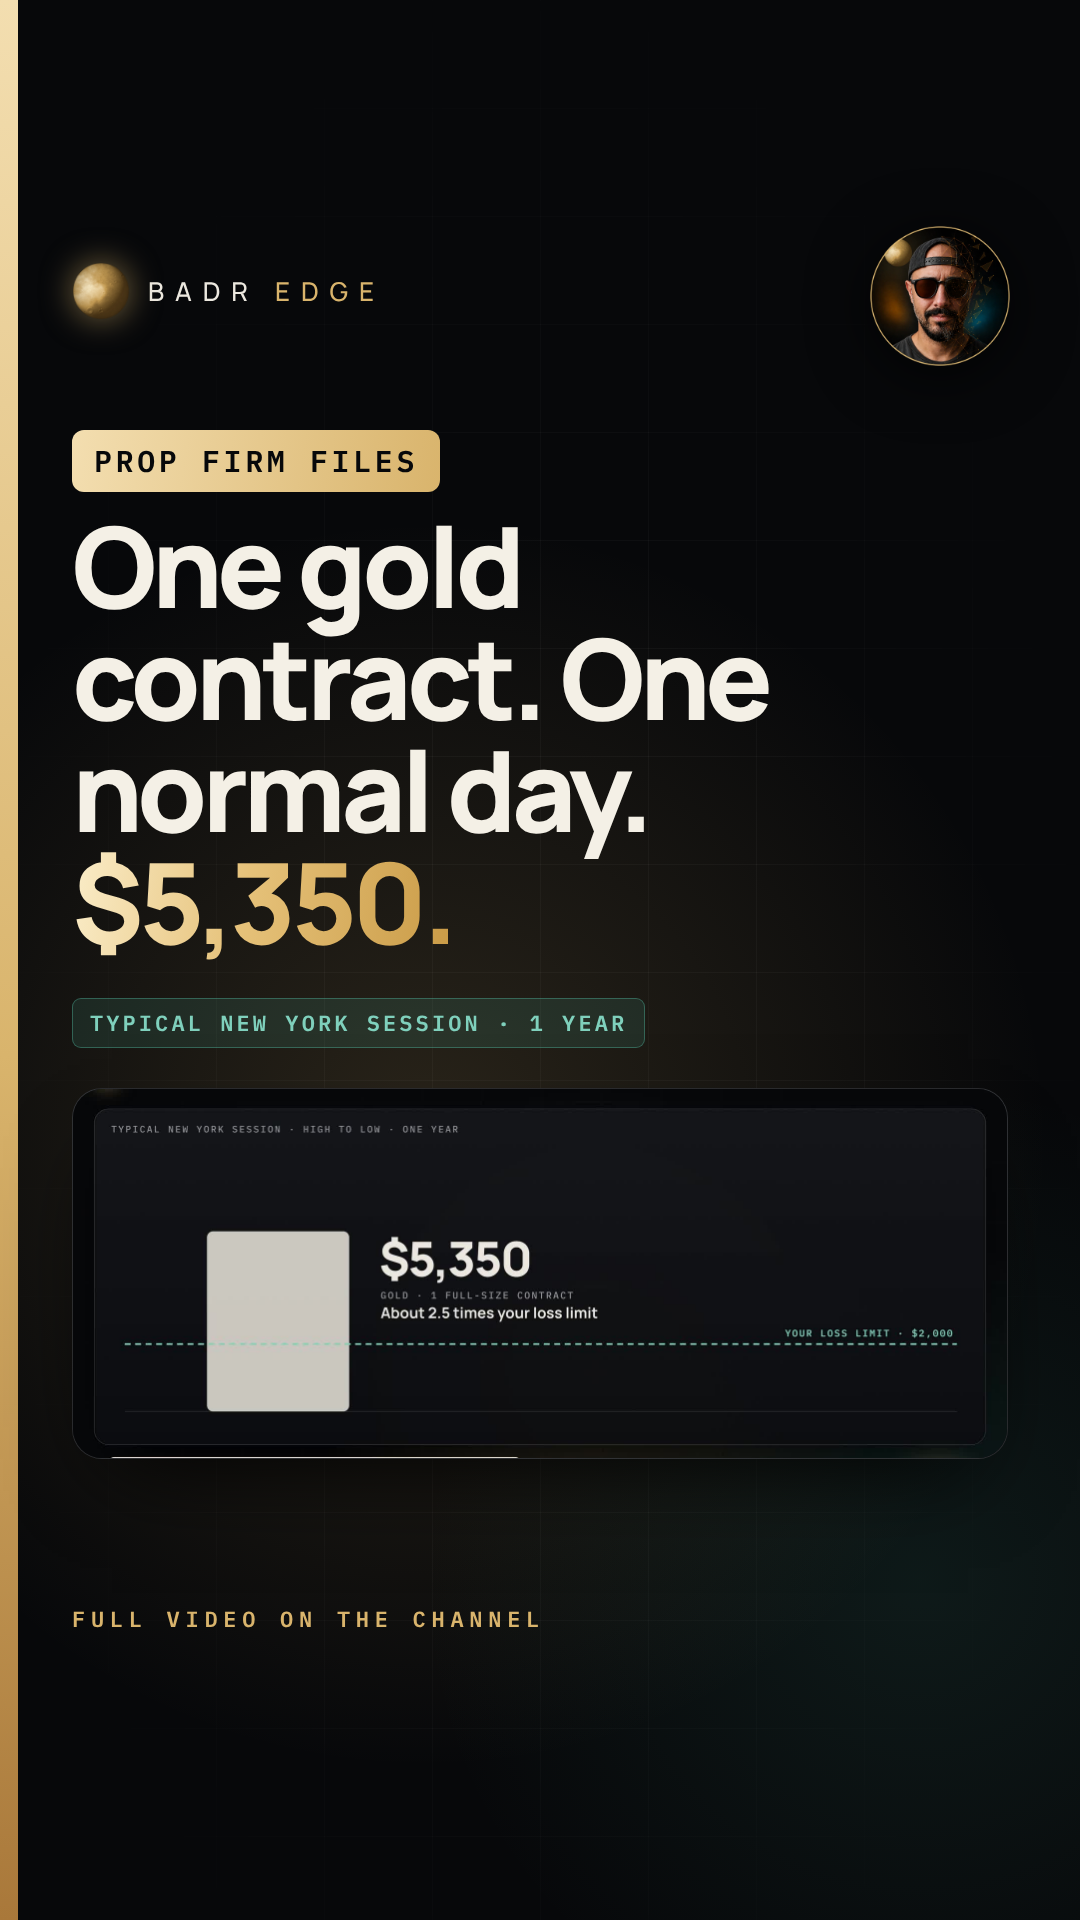 BADR EDGE
PROP FIRM FILES
One gold
contract. One
normal day.
$5,350.
TYPICAL NEW YORK SESSION · 1 YEAR
TYPICAL NEW YORK SESSION · HIGH TO LOW · ONE YEAR
$5,350
GOLD · 1 FULL-SIZE CONTRACT
About 2.5 times your loss limit
YOUR LOSS LIMIT · $2,000
FULL VIDEO ON THE CHANNEL